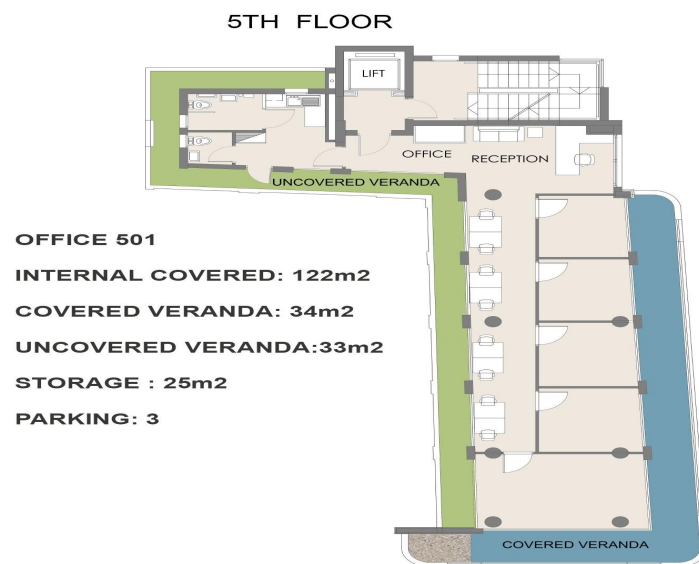 5TH FLOOR
LIFT
OFFICE
RECEPTION
UNCOVERED VERANDA
OFFICE 501
INTERNAL COVERED: 122m2
COVERED VERANDA: 34m2
UNCOVERED VERANDA:33m2
STORAGE : 25m2
PARKING: 3
COVERED VERANDA